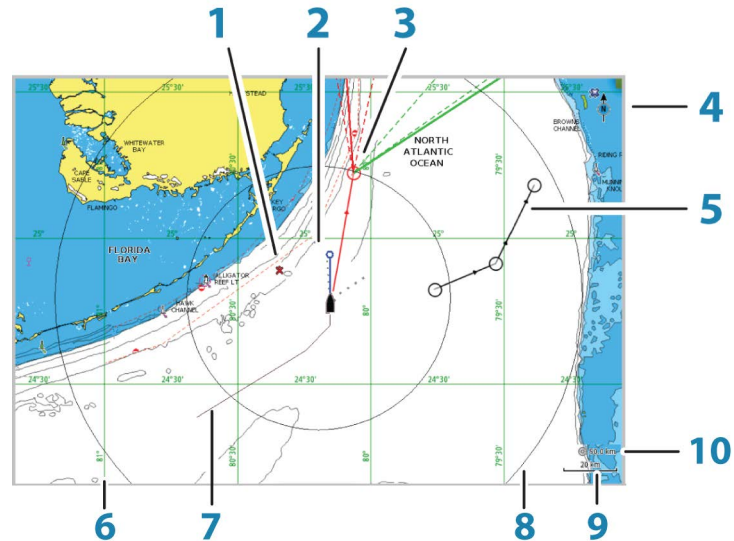 1
2
3
4
5
6
7
8
9
10
WHITEWATER
BAY
CAPE
SABLE
FLAMINGO
FLORIDA
BAY
ALLIGATOR
REEF LT
HAWK
CHANNEL
NORTH
ATLANTIC
OCEAN
BROWNS
CHANNEL
N
25°30'
25°30'
25°30'
25°30'
25°
25°
25°
24°30'
24°30'
24°30'
24°30'
81°
80°30'
80°30'
80°
80°
79°30'
79°30'
79°30'
50.0 km
20 km